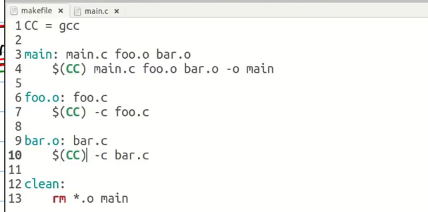 makefile × main.c ×
1 CC = gcc
2
3 main: main.c foo.o bar.o
4 $(CC) main.c foo.o bar.o -o main
5
6 foo.o: foo.c
7 $(CC) -c foo.c
8
9 bar.o: bar.c
10 $(CC) -c bar.c
11
12 clean:
13 rm *.o main